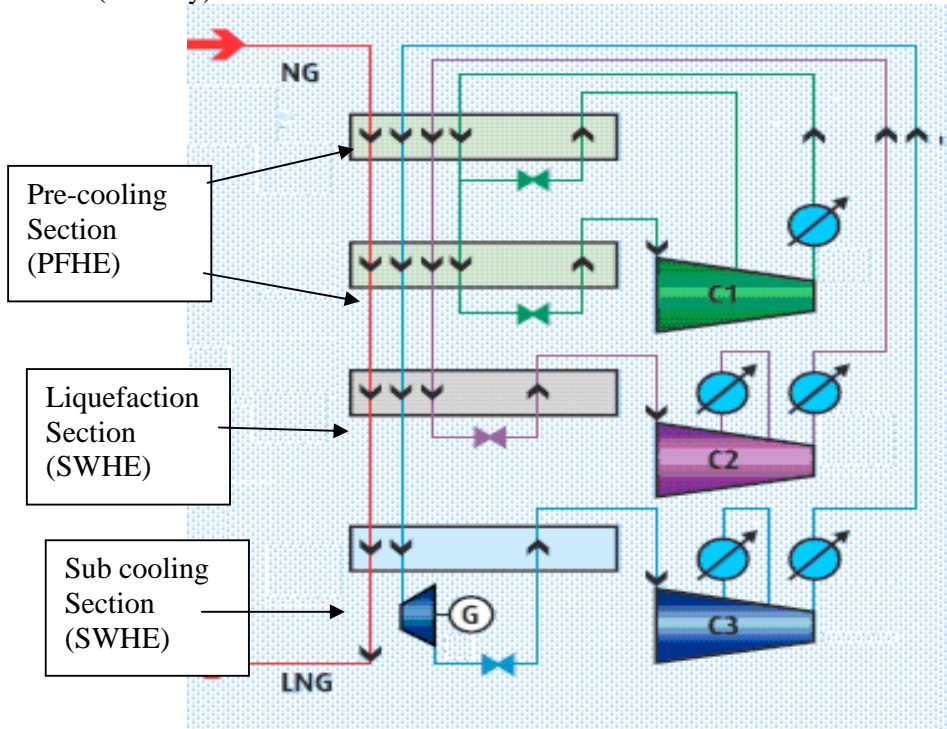 NG
Pre-cooling
Section
(PFHE)
C1
Liquefaction
Section
(SWHE)
C2
Sub cooling
Section
(SWHE)
G
C3
LNG